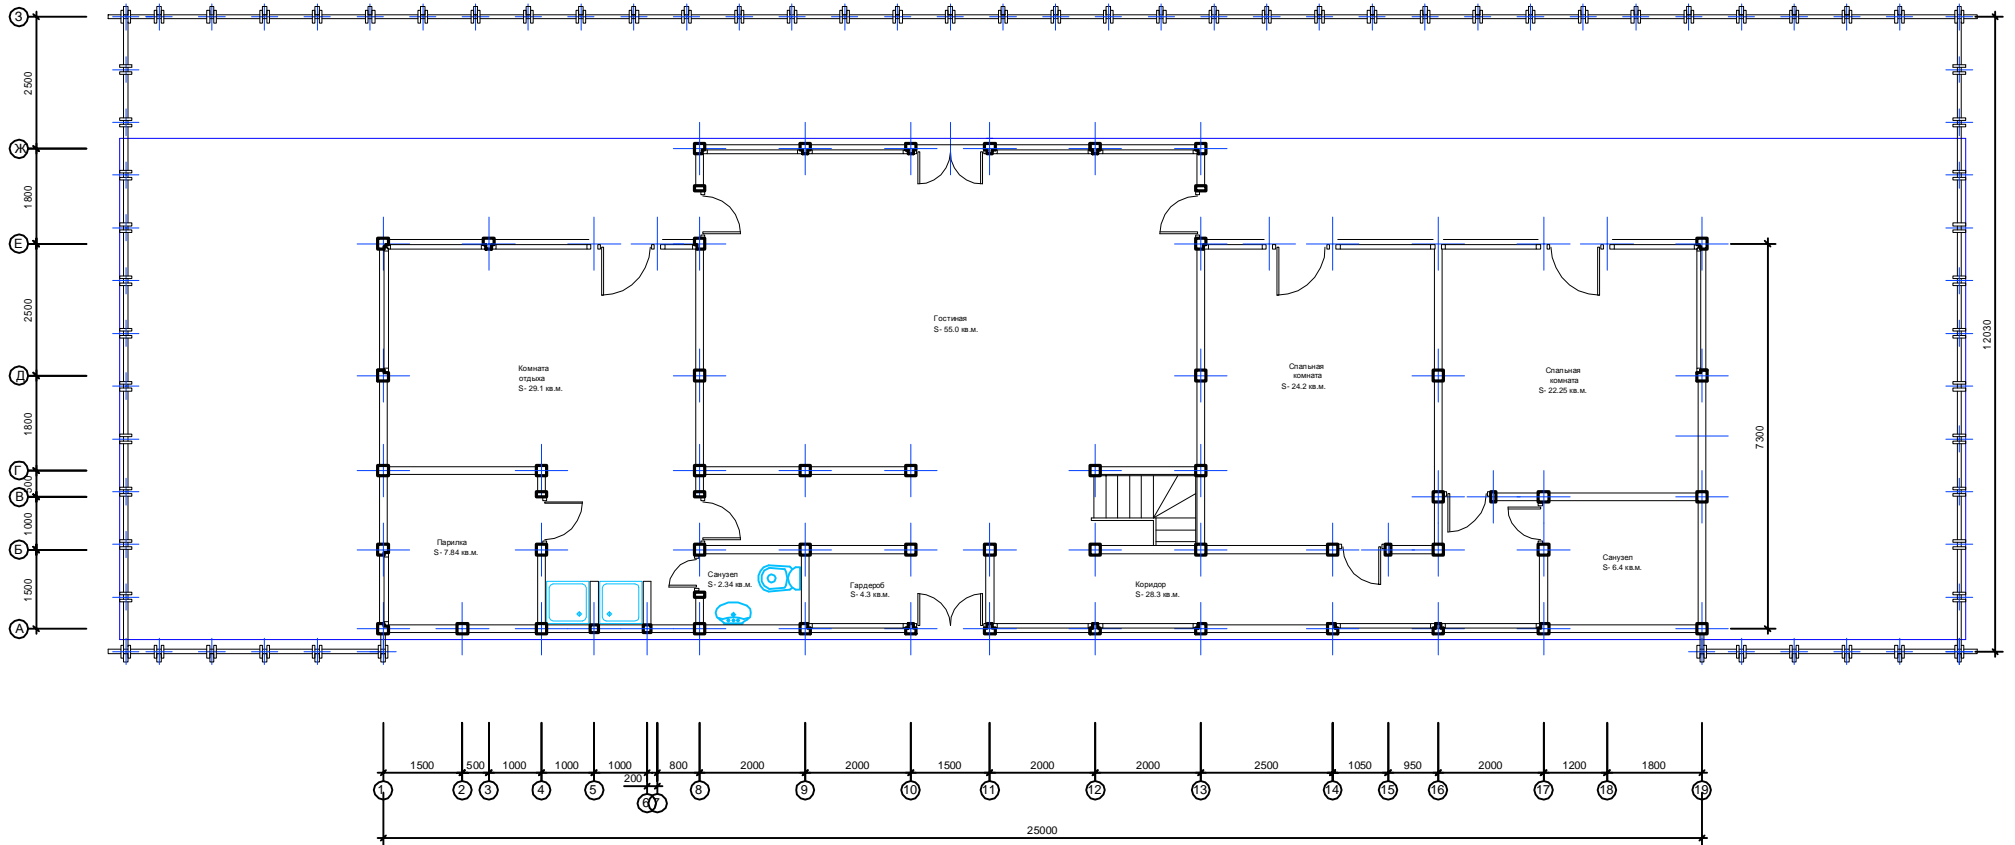 З
2500
Ж
1800
Е
2500
Д
1800
Г
В
1000
Б
1500
А
Гостиная
S- 55.0 кв.м.
Комната
отдыха
S- 29.1 кв.м.
Спальная
комната
S- 24.2 кв.м.
Спальная
комната
S- 22.25 кв.м.
Парилка
S- 7.84 кв.м.
Санузел
S- 2.34 кв.м.
Гардероб
S- 4.3 кв.м.
Коридор
S- 28.3 кв.м.
Санузел
S- 6.4 кв.м.
12030
7300
1500 500 1000 1000 1000 200 800 2000 2000 1500 2000 2000 2500 1050 950 2000 1200 1800
1 2 3 4 5 6 7 8 9 10 11 12 13 14 15 16 17 18 19
25000